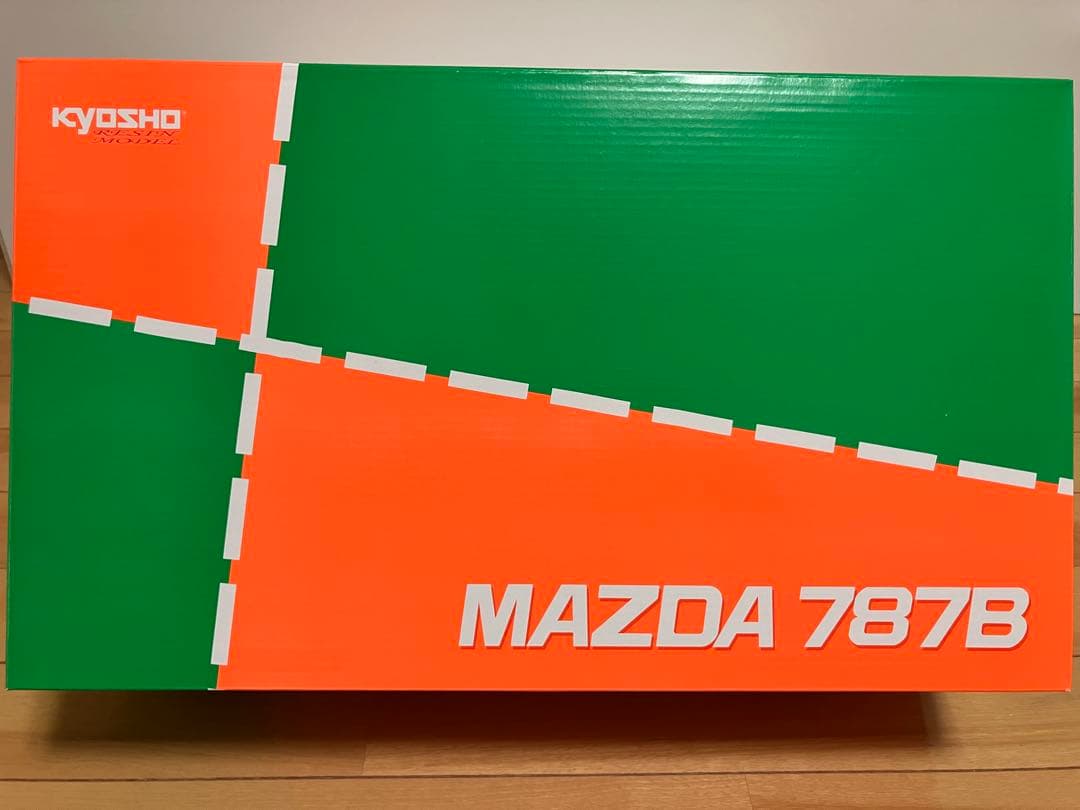 KYOSHO
RESIN
MODEL
MAZDA 787B